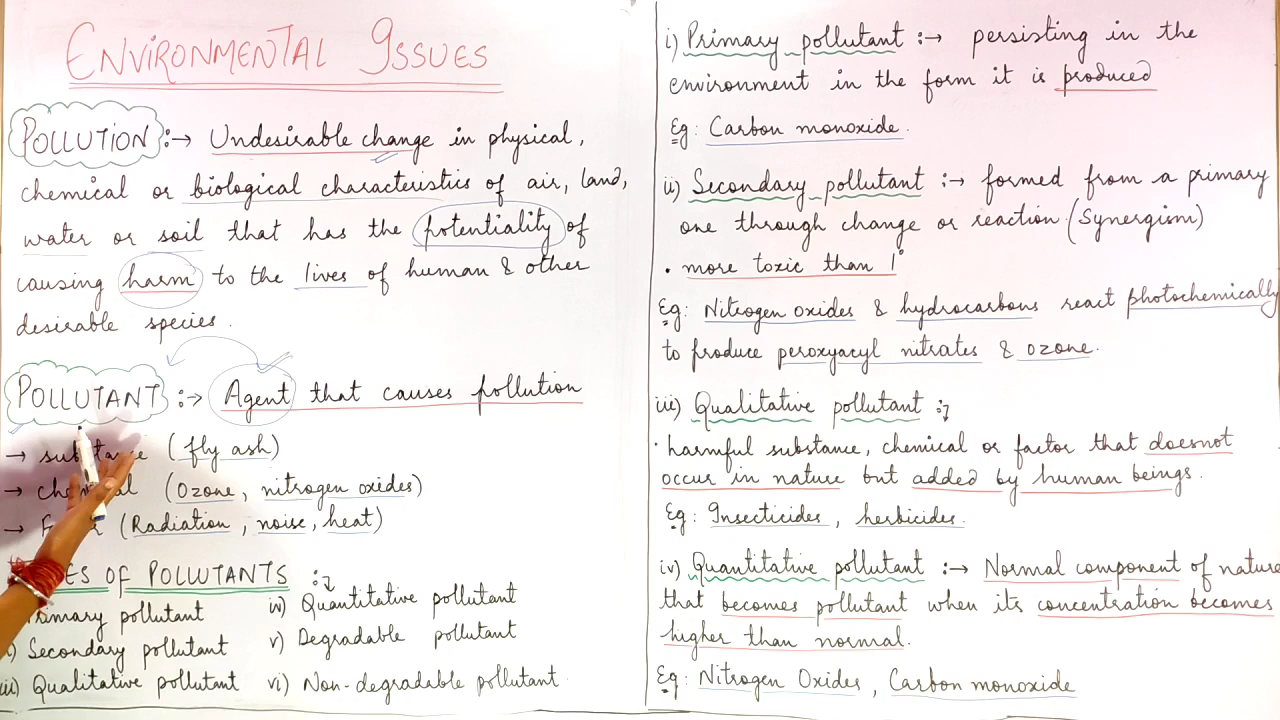 ENVIRONMENTAL ISSUES
POLLUTION :→ Undesirable change in physical,
chemical or biological characteristics of air, land,
water or soil that has the potentiality of
causing harm to the lives of human & other
desirable species.
POLLUTANT :→ Agent that causes pollution
→ substance (fly ash)
→ chemical (Ozone, nitrogen oxides)
→ (Radiation, noise, heat)
OF POLLUTANTS :↴
Primary pollutant
Secondary pollutant
iii) Qualitative pollutant
iv) Quantitative pollutant
v) Degradable pollutant
vi) Non-degradable pollutant.
i) Primary pollutant :→ persisting in the
environment in the form it is produced
Eg: Carbon monoxide.
ii) Secondary pollutant :→ formed from a primary
one through change or reaction. (Synergism)
• more toxic than 1°
Eg: Nitrogen oxides & hydrocarbons react photochemically
to produce peroxyacyl nitrates & ozone.
iii) Qualitative pollutant :↴
• harmful substance, chemical or factor that doesnot
occur in nature but added by human beings.
Eg: Insecticides, herbicides.
iv) Quantitative pollutant :→ Normal component of nature
that becomes pollutant when its concentration becomes
higher than normal.
Eg: Nitrogen Oxides, Carbon monoxide